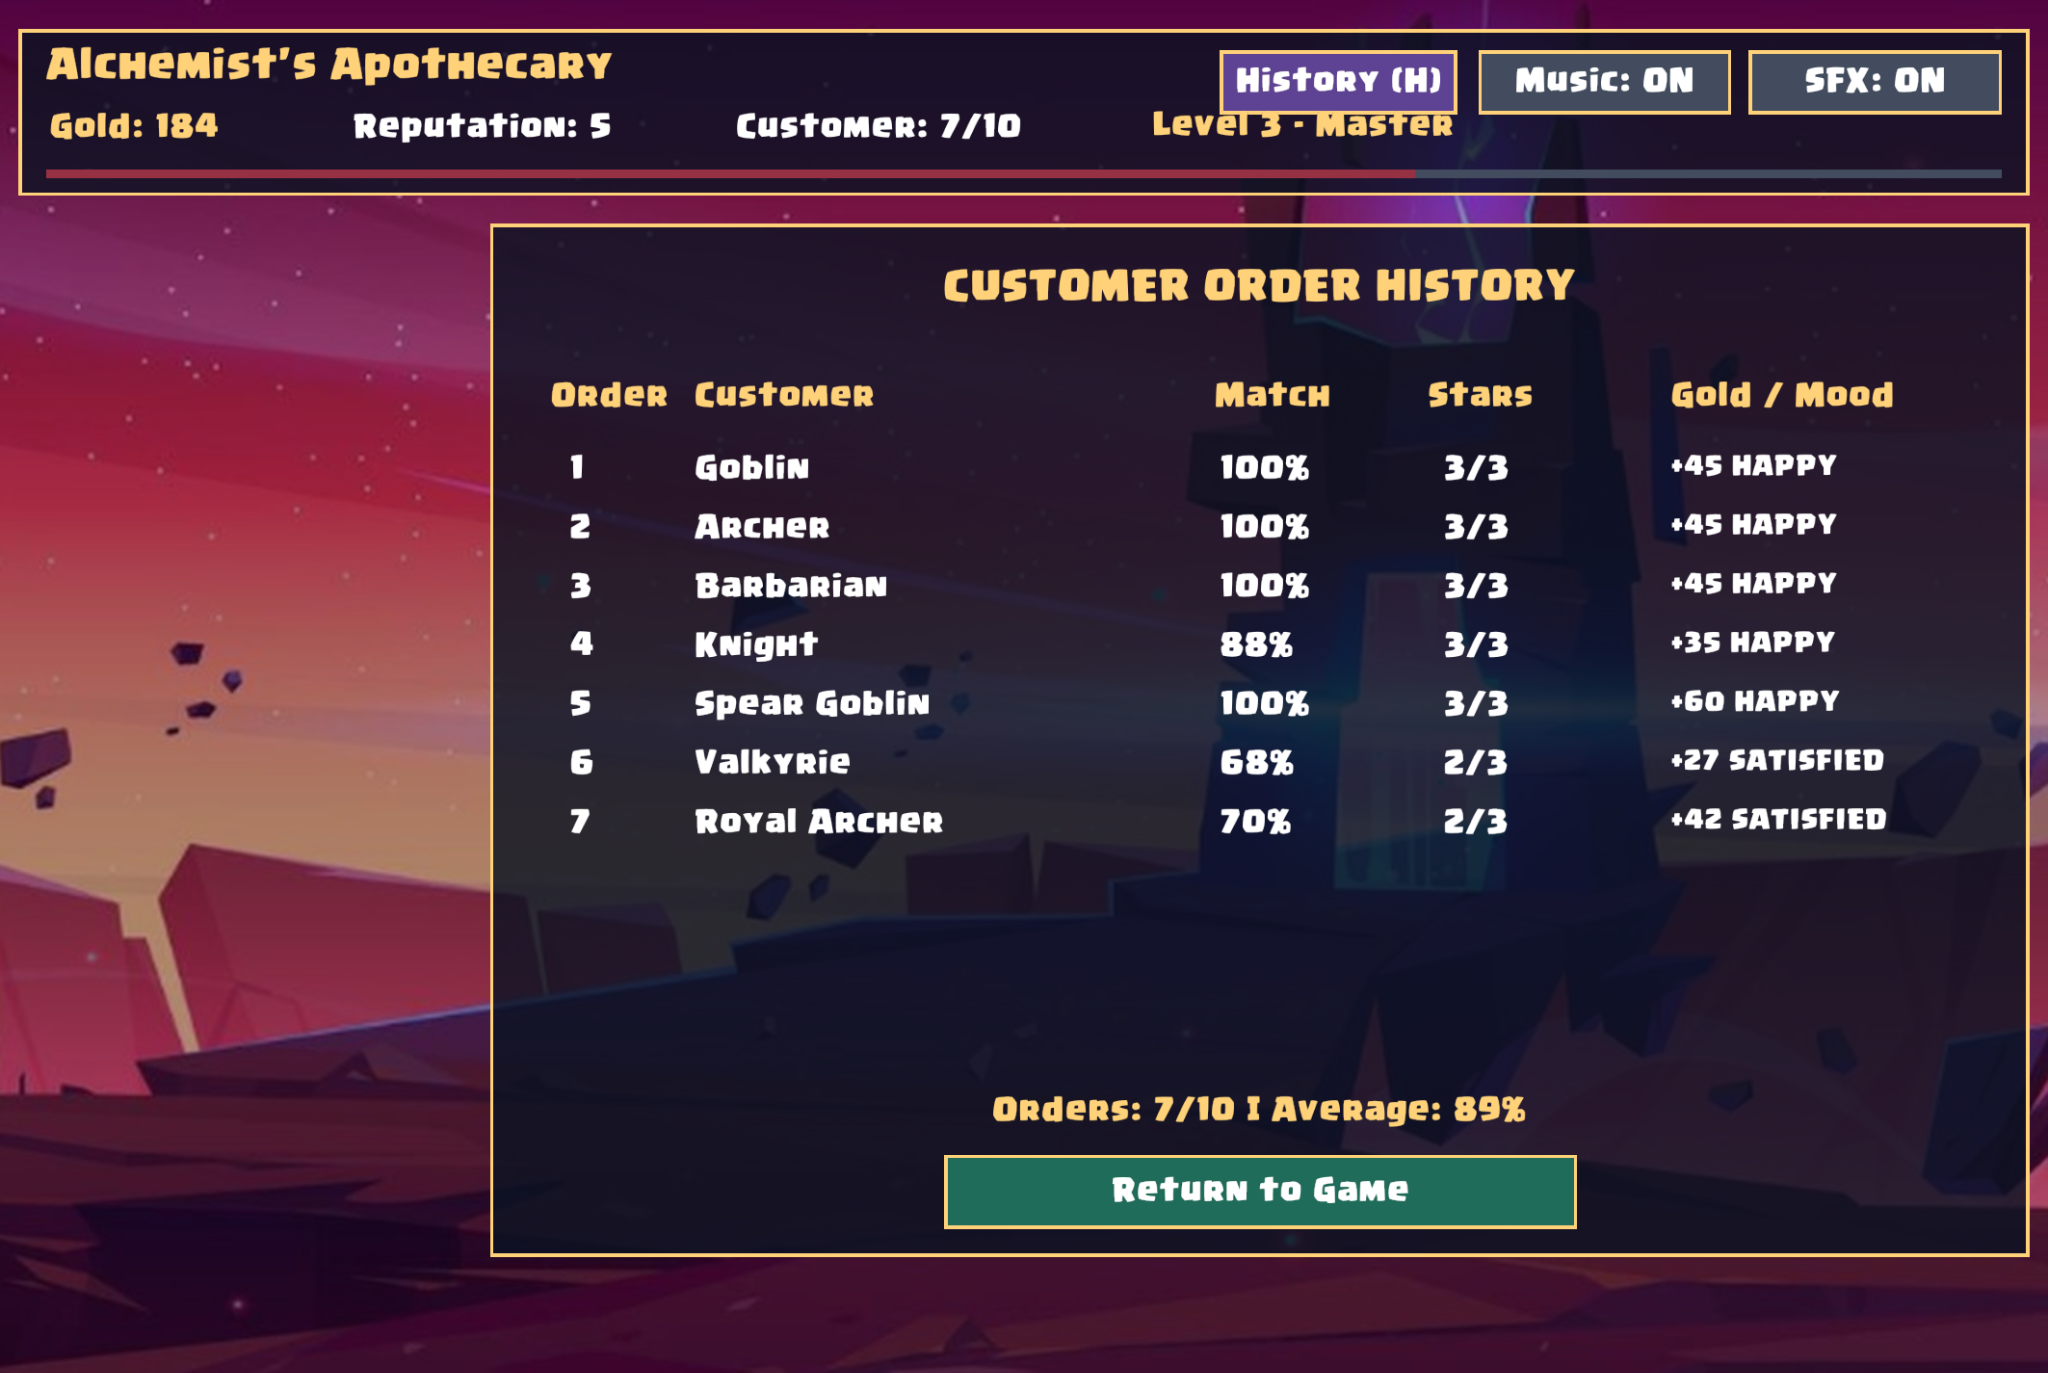 Alchemist's Apothecary
History (H) Music: ON SFX: ON
Gold: 184 Reputation: 5 Customer: 7/10 Level 3 - Master
CUSTOMER ORDER HISTORY
Order Customer Match Stars Gold / Mood
1 Goblin 100% 3/3 +45 HAPPY
2 Archer 100% 3/3 +45 HAPPY
3 Barbarian 100% 3/3 +45 HAPPY
4 Knight 88% 3/3 +35 HAPPY
5 Spear Goblin 100% 3/3 +60 HAPPY
6 Valkyrie 68% 2/3 +27 SATISFIED
7 Royal Archer 70% 2/3 +42 SATISFIED
Orders: 7/10 | Average: 89%
Return to Game